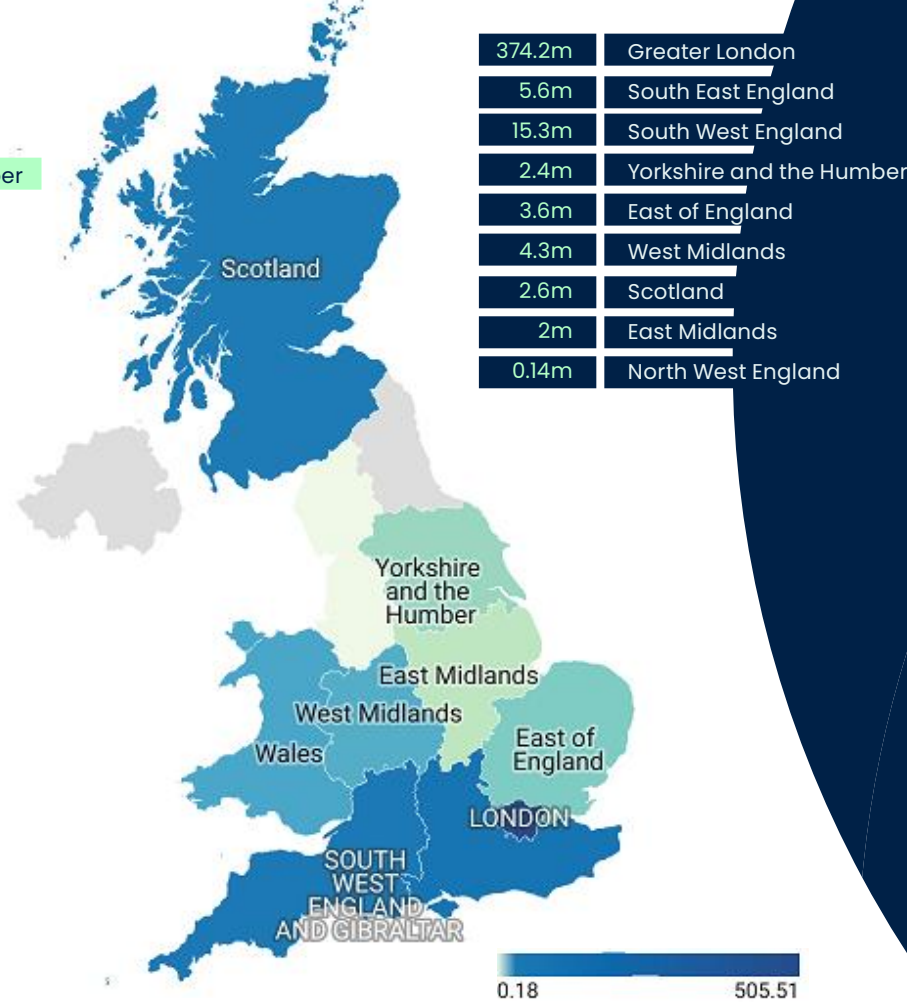 374.2m Greater London
5.6m South East England
15.3m South West England
er
2.4m Yorkshire and the Humber
3.6m East of England
4.3m West Midlands
2.6m Scotland
2m East Midlands
0.14m North West England
Scotland
Yorkshire
and the
Humber
East Midlands
West Midlands
East of
England
Wales
LONDON
SOUTH
WEST
ENGLAND
AND GIBRALTAR
0.18 505.51